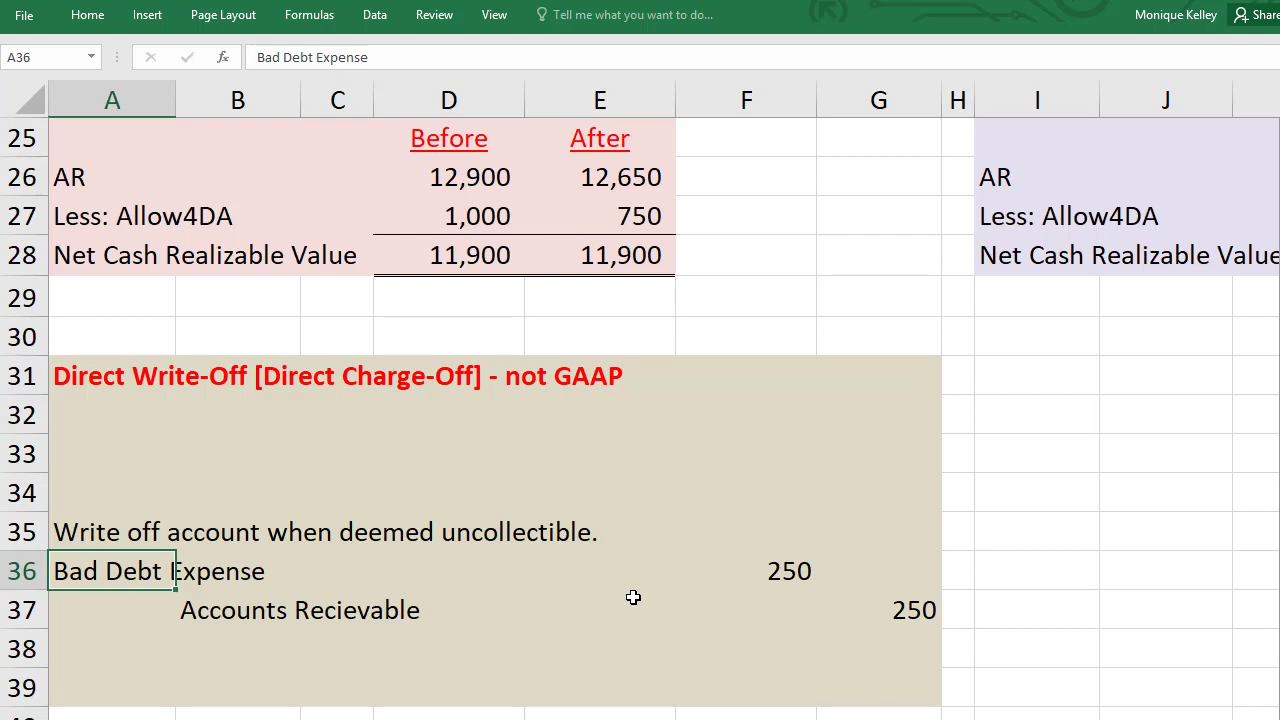 File Home Insert Page Layout Formulas Data Review View Tell me what you want to do... Monique Kelley Share
A36 fx Bad Debt Expense
A B C D E F G H I J
25 Before After
26 AR 12,900 12,650 AR
27 Less: Allow4DA 1,000 750 Less: Allow4DA
28 Net Cash Realizable Value 11,900 11,900 Net Cash Realizable Value
29
30
31 Direct Write-Off [Direct Charge-Off] - not GAAP
32
33
34
35 Write off account when deemed uncollectible.
36 Bad Debt Expense 250
37 Accounts Recievable 250
38
39